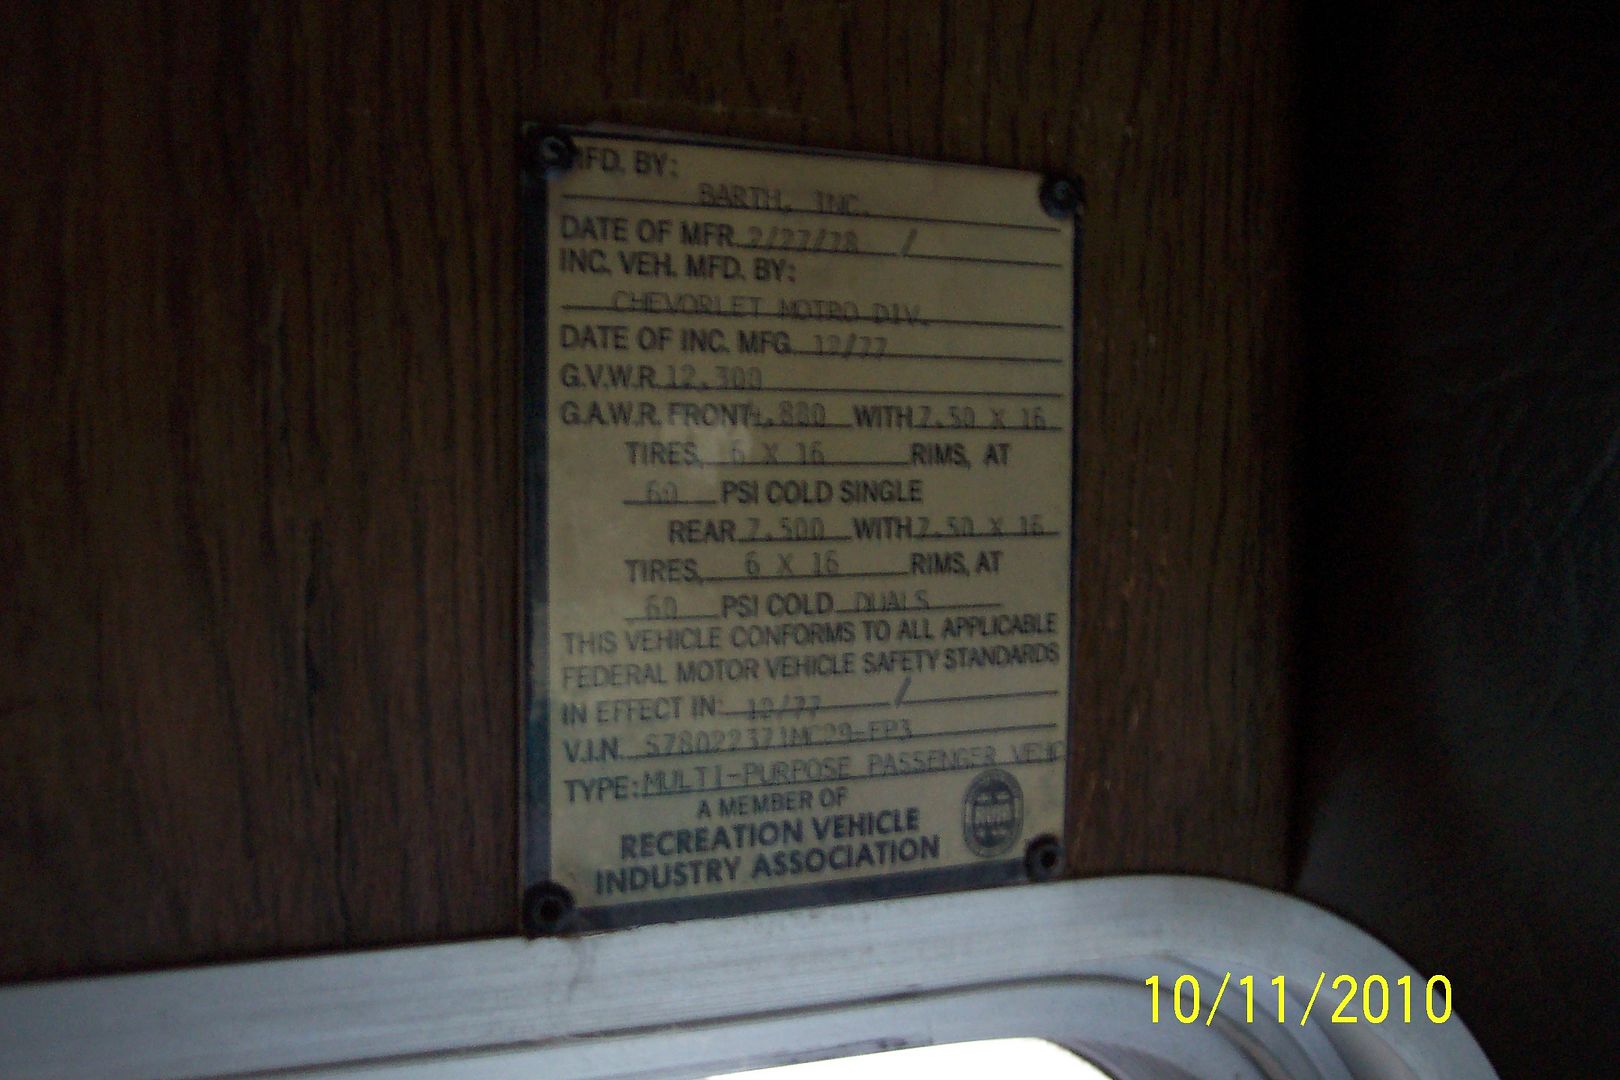 MFD. BY:
BARTH, INC.
DATE OF MFR 2/27/78 /
INC. VEH. MFD. BY:
CHEVORLET MOTRO DIV.
DATE OF INC. MFG. 12/77
G.V.W.R. 12,300
G.A.W.R. FRONT 4,880 WITH 7.50 X 16
TIRES, 6 X 16 RIMS, AT
60 PSI COLD SINGLE
REAR 7,500 WITH 7.50 X 16
TIRES, 6 X 16 RIMS, AT
60 PSI COLD DUALS
THIS VEHICLE CONFORMS TO ALL APPLICABLE
FEDERAL MOTOR VEHICLE SAFETY STANDARDS
IN EFFECT IN: 12/77 /
V.I.N.
TYPE: MULTI-PURPOSE PASSENGER VEHC
A MEMBER OF
RECREATION VEHICLE
INDUSTRY ASSOCIATION
10/11/2010